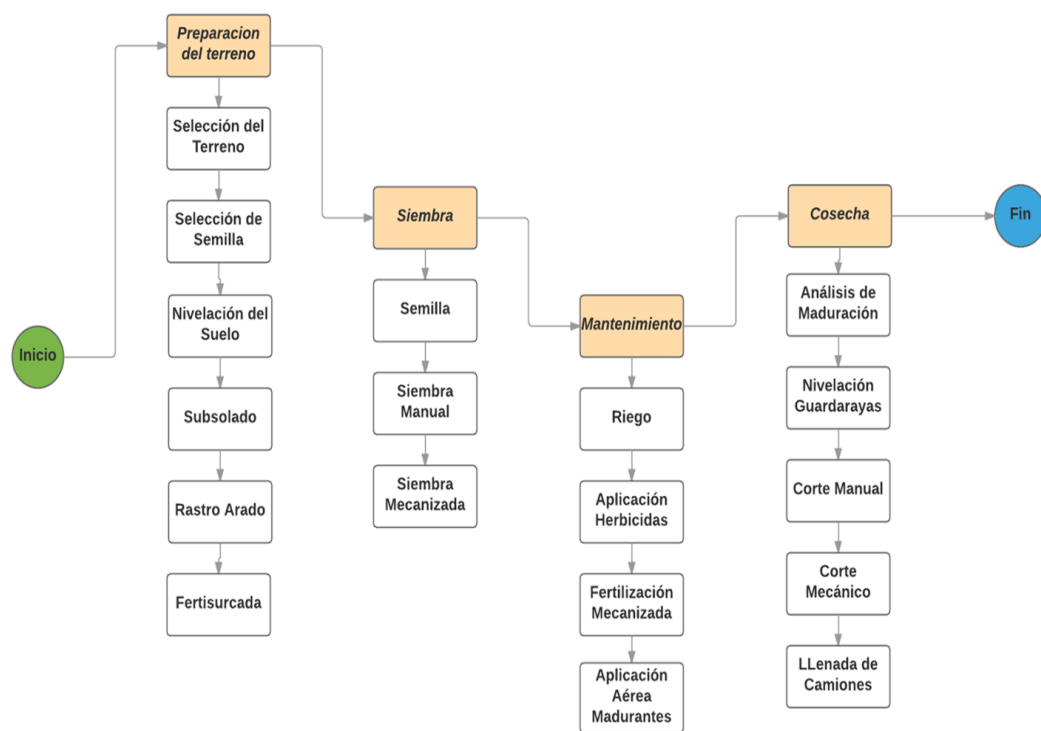 Inicio
Preparacion
del terreno
Selección del
Terreno
Selección de
Semilla
Nivelación del
Suelo
Subsolado
Rastro Arado
Fertisurcada
Siembra
Semilla
Siembra
Manual
Siembra
Mecanizada
Mantenimiento
Riego
Aplicación
Herbicidas
Fertilización
Mecanizada
Aplicación
Aérea
Madurantes
Cosecha
Análisis de
Maduración
Nivelación
Guardarayas
Corte Manual
Corte
Mecánico
LLenada de
Camiones
Fin